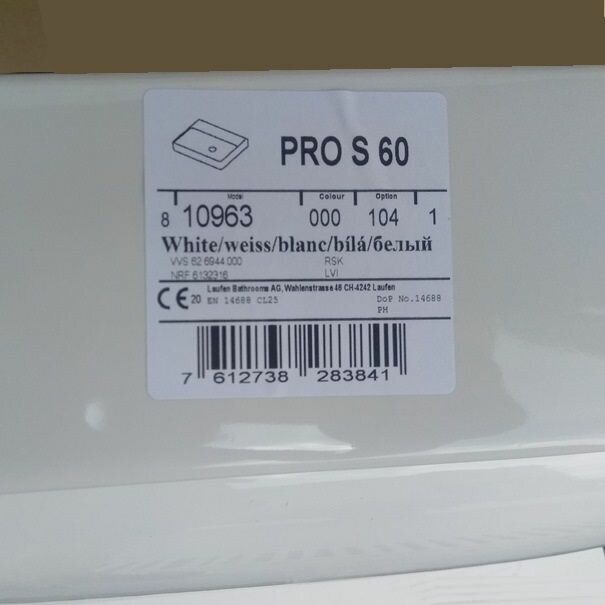 PRO S 60
Model Colour Option
8 10963 000 104 1
White/weiss/blanc/bílá/белый
VVS 62 6944 000 RSK
NRF 6132316 LVI
CE 20 Laufen Bathrooms AG, Wahlenstrasse 46 CH-4242 Laufen
EN 14688 CL25 DoP No.14688
PH
7 612738 283841